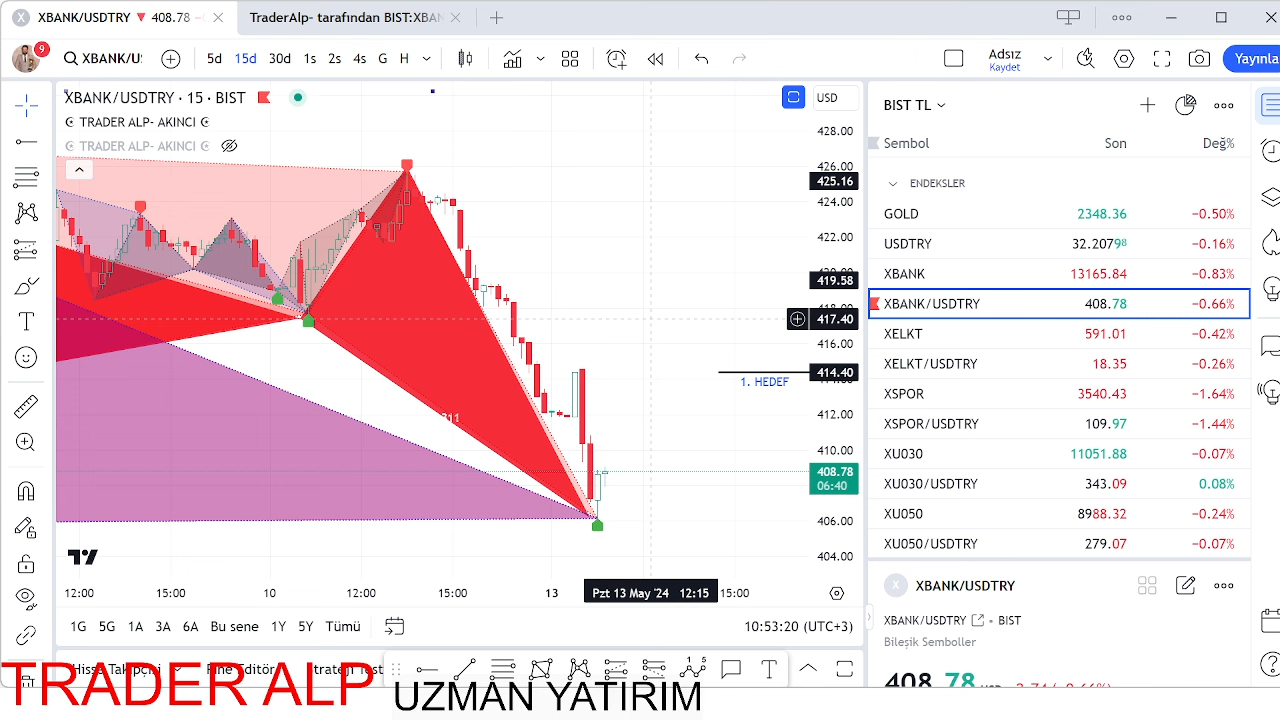 XBANK/USDTRY ▼ 408.78 −
TraderAlp- tarafından BIST:XBAN
9
XBANK/U:
5d 15d 30d 1s 2s 4s G H
Adsız
Kaydet
Yayınla
XBANK/USDTRY · 15 · BIST
USD
TRADER ALP- AKINCI
TRADER ALP- AKINCI
428.00
426.00
425.16
424.00
422.00
419.58
417.40
416.00
414.40
1. HEDEF
412.00
410.00
408.78
06:40
406.00
404.00
12:00 15:00 10 12:00 15:00 13 Pzt 13 May '24 12:15 15:00
1G 5G 1A 3A 6A Bu sene 1Y 5Y Tümü
10:53:20 (UTC+3)
BIST TL
Sembol Son Değ%
ENDEKSLER
GOLD 2348.36 −0.50%
USDTRY 32.2079⁸ −0.16%
XBANK 13165.84 −0.83%
XBANK/USDTRY 408.78 −0.66%
XELKT 591.01 −0.42%
XELKT/USDTRY 18.35 −0.26%
XSPOR 3540.43 −1.64%
XSPOR/USDTRY 109.97 −1.44%
XU030 11051.88 −0.07%
XU030/USDTRY 343.09 0.08%
XU050 8988.32 −0.24%
XU050/USDTRY 279.07 −0.07%
X XBANK/USDTRY
XBANK/USDTRY • BIST
Bileşik Semboller
408.78
TRADER ALP UZMAN YATIRIM